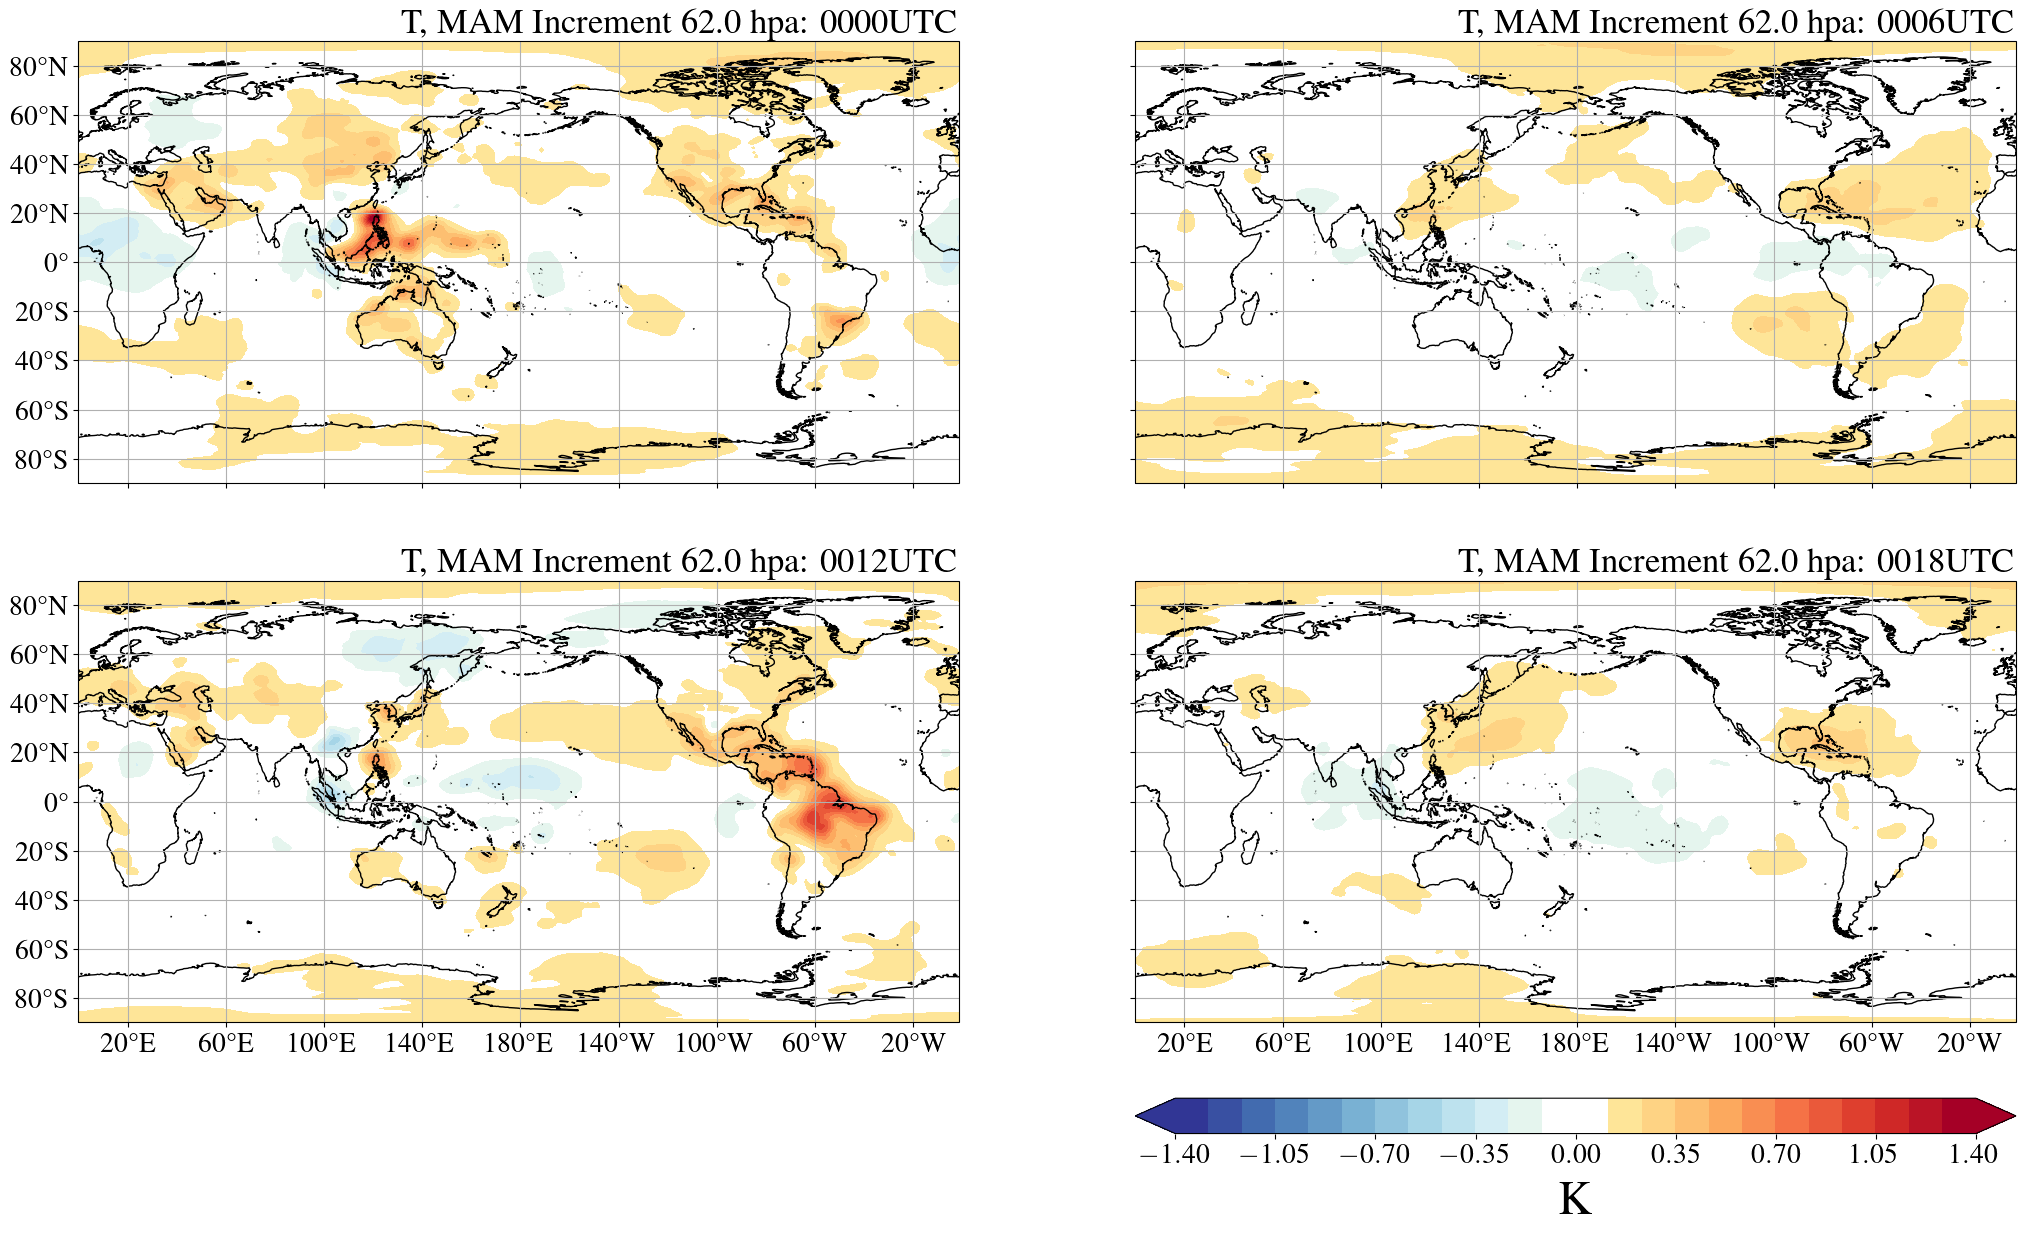 T, MAM Increment 62.0 hpa: 0000UTC
80°N
60°N
40°N
20°N
0°
20°S
40°S
60°S
80°S
T, MAM Increment 62.0 hpa: 0006UTC
T, MAM Increment 62.0 hpa: 0012UTC
80°N
60°N
40°N
20°N
0°
20°S
40°S
60°S
80°S
20°E 60°E 100°E 140°E 180°E 140°W 100°W 60°W 20°W
T, MAM Increment 62.0 hpa: 0018UTC
20°E 60°E 100°E 140°E 180°E 140°W 100°W 60°W 20°W
−1.40 −1.05 −0.70 −0.35 0.00 0.35 0.70 1.05 1.40
K